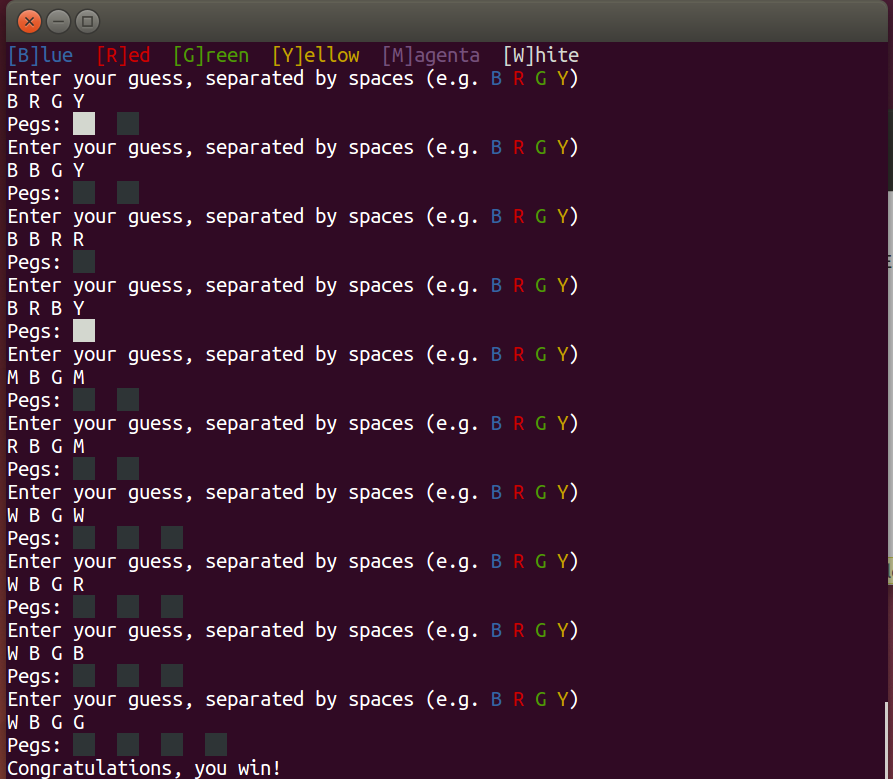 [B]lue [R]ed [G]reen [Y]ellow [M]agenta [W]hite
Enter your guess, separated by spaces (e.g. B R G Y)
B R G Y
Pegs:
Enter your guess, separated by spaces (e.g. B R G Y)
B B G Y
Pegs:
Enter your guess, separated by spaces (e.g. B R G Y)
B B R R
Pegs:
Enter your guess, separated by spaces (e.g. B R G Y)
B R B Y
Pegs:
Enter your guess, separated by spaces (e.g. B R G Y)
M B G M
Pegs:
Enter your guess, separated by spaces (e.g. B R G Y)
R B G M
Pegs:
Enter your guess, separated by spaces (e.g. B R G Y)
W B G W
Pegs:
Enter your guess, separated by spaces (e.g. B R G Y)
W B G R
Pegs:
Enter your guess, separated by spaces (e.g. B R G Y)
W B G B
Pegs:
Enter your guess, separated by spaces (e.g. B R G Y)
W B G G
Pegs:
Congratulations, you win!